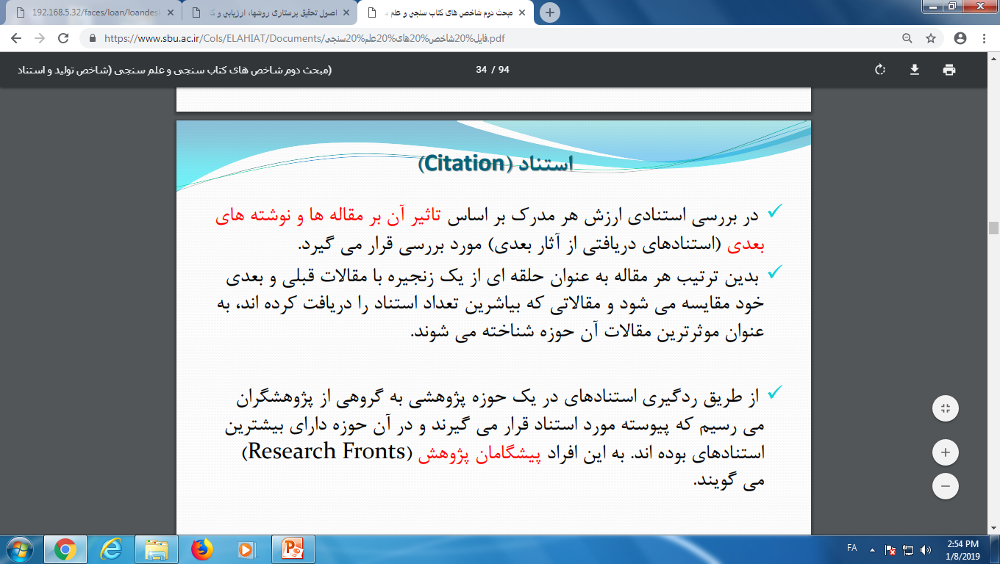 192.168.5.32/faces/loan/loandesl
اصول تحقیق پرستاری روشها، ارزیابی و ک
مبحث دوم شاخص های کتاب سنجی و علم س
https://www.sbu.ac.ir/Cols/ELAHIAT/Documents/فایل%20شاخص%20های%20علم%20سنجی.pdf
مبحث دوم شاخص های کتاب سنجی و علم سنجی (شاخص تولید و استناد)
34 / 94
استناد (Citation)
در بررسی استنادی ارزش هر مدرک بر اساس تاثیر آن بر مقاله ها و نوشته های
بعدی (استنادهای دریافتی از آثار بعدی) مورد بررسی قرار می گیرد.
بدین ترتیب هر مقاله به عنوان حلقه ای از یک زنجیره با مقالات قبلی و بعدی
خود مقایسه می شود و مقالاتی که بیاشرین تعداد استناد را دریافت کرده اند، به
عنوان موثرترین مقالات آن حوزه شناخته می شوند.
از طریق ردگیری استنادهای در یک حوزه پژوهشی به گروهی از پژوهشگران
می رسیم که پیوسته مورد استناد قرار می گیرند و در آن حوزه دارای بیشترین
استنادهای بوده اند. به این افراد پیشگامان پژوهش (Research Fronts)
می گویند.
FA
2:54 PM
1/8/2019